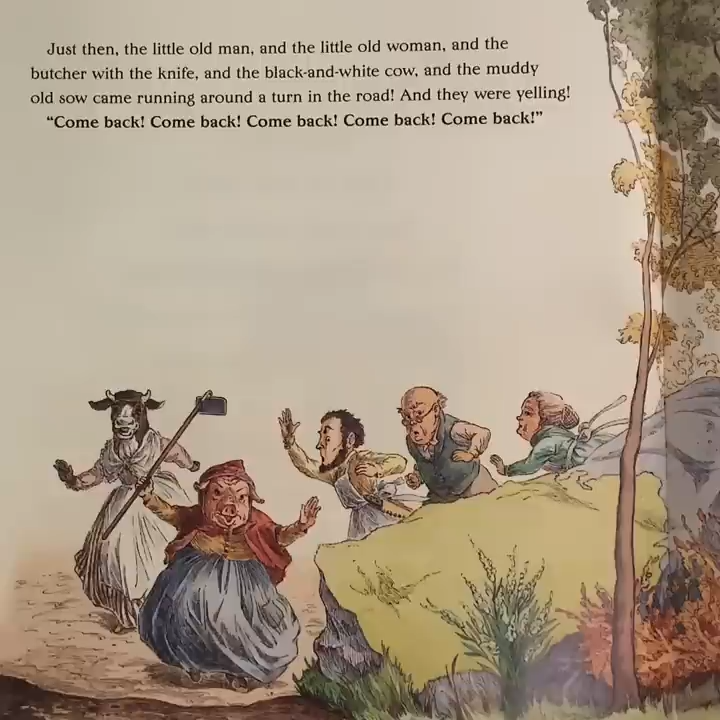 Just then, the little old man, and the little old woman, and the
butcher with the knife, and the black-and-white cow, and the muddy
old sow came running around a turn in the road! And they were yelling!
“Come back! Come back! Come back! Come back! Come back!”